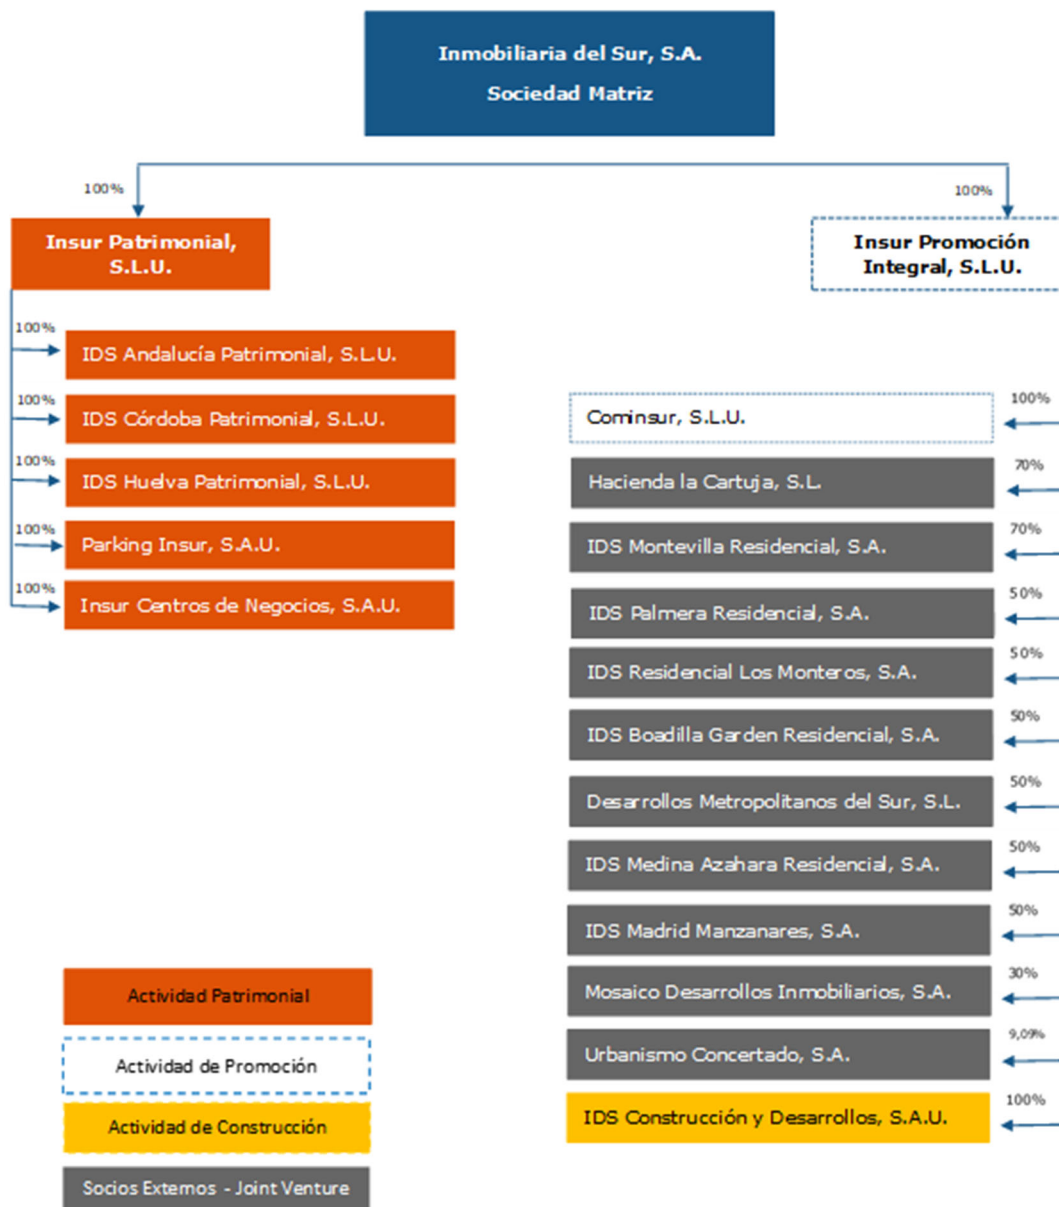 Inmobiliaria del Sur, S.A.
Sociedad Matriz
100%
100%
Insur Patrimonial,
S.L.U.
Insur Promoción
Integral, S.L.U.
100%
IDS Andalucía Patrimonial, S.L.U.
100%
IDS Córdoba Patrimonial, S.L.U.
100%
IDS Huelva Patrimonial, S.L.U.
100%
Parking Insur, S.A.U.
100%
Insur Centros de Negocios, S.A.U.
Cominsur, S.L.U.
100%
Hacienda la Cartuja, S.L.
70%
IDS Montevilla Residencial, S.A.
70%
IDS Palmera Residencial, S.A.
50%
IDS Residencial Los Monteros, S.A.
50%
IDS Boadilla Garden Residencial, S.A.
50%
Desarrollos Metropolitanos del Sur, S.L.
50%
IDS Medina Azahara Residencial, S.A.
50%
IDS Madrid Manzanares, S.A.
50%
Mosaico Desarrollos Inmobiliarios, S.A.
30%
Urbanismo Concertado, S.A.
9,09%
IDS Construcción y Desarrollos, S.A.U.
100%
Actividad Patrimonial
Actividad de Promoción
Actividad de Construcción
Socios Externos - Joint Venture